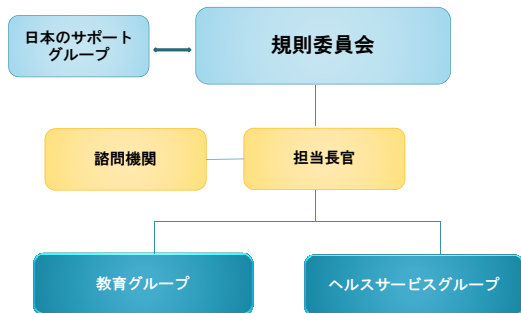 日本のサポート
グループ
規則委員会
諮問機関
担当長官
教育グループ
ヘルスサービスグループ